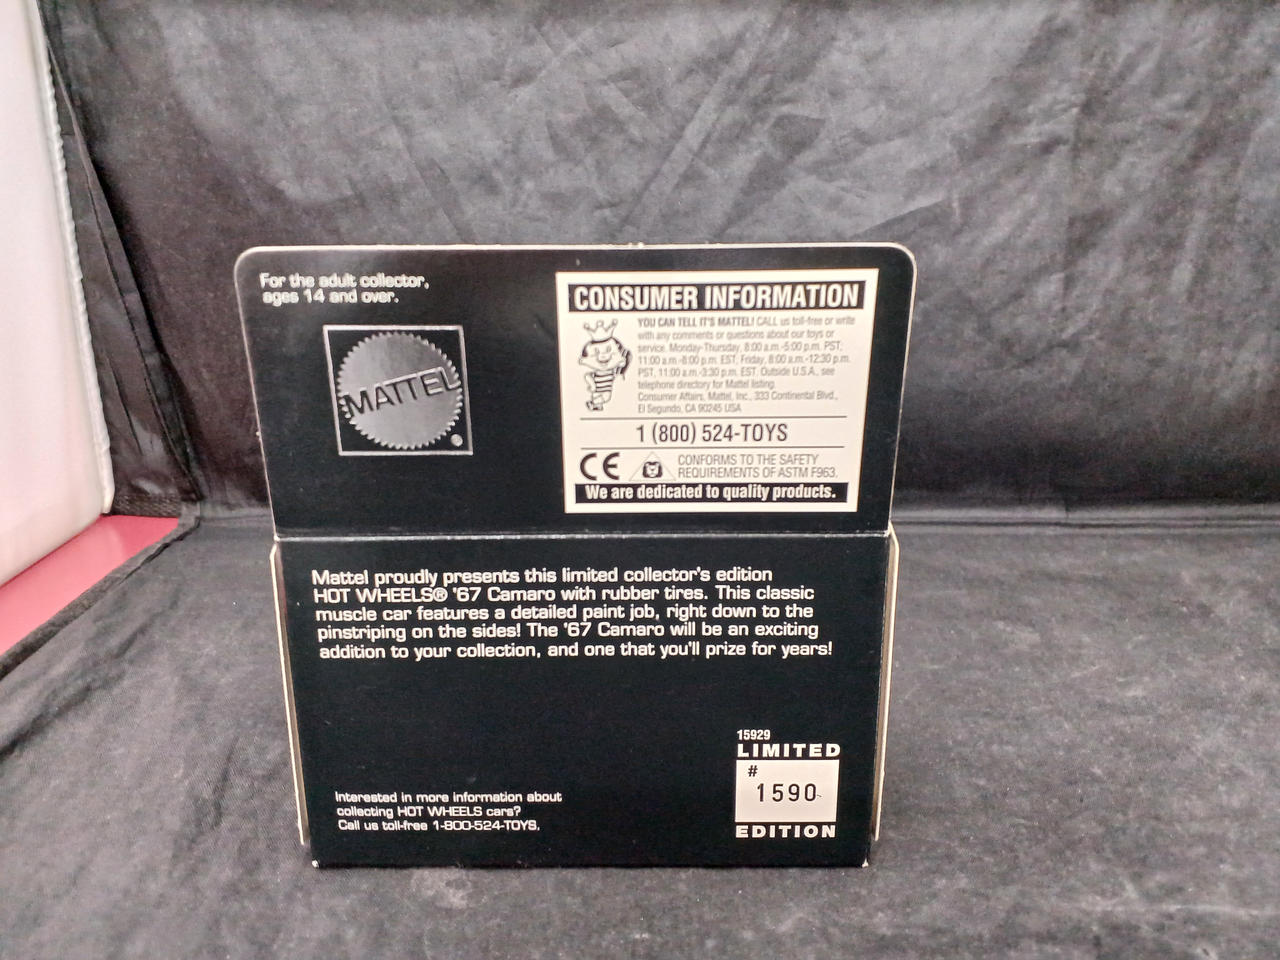 For the adult collector,
ages 14 and over.
MATTEL
®
CONSUMER INFORMATION
YOU CAN TELL IT'S MATTEL! CALL us toll-free or write
with any comments or questions about our toys or
service. Monday-Thursday, 8:00 a.m.-5:00 p.m. PST,
11:00 a.m.-8:00 p.m. EST, Friday, 8:00 a.m.-12:30 p.m.
PST, 11:00 a.m.-3:30 p.m. EST. Outside U.S.A., see
telephone directory for Mattel listing.
Consumer Affairs, Mattel, Inc., 333 Continental Blvd.,
El Segundo, CA 90245 USA
1 (800) 524-TOYS
CE
CONFORMS TO THE SAFETY
REQUIREMENTS OF ASTM F963.
We are dedicated to quality products.
Mattel proudly presents this limited collector's edition
HOT WHEELS® '67 Camaro with rubber tires. This classic
muscle car features a detailed paint job, right down to the
pinstriping on the sides! The '67 Camaro will be an exciting
addition to your collection, and one that you'll prize for years!
Interested in more information about
collecting HOT WHEELS cars?
Call us toll-free 1-800-524-TOYS.
15929
LIMITED
#
1590
EDITION